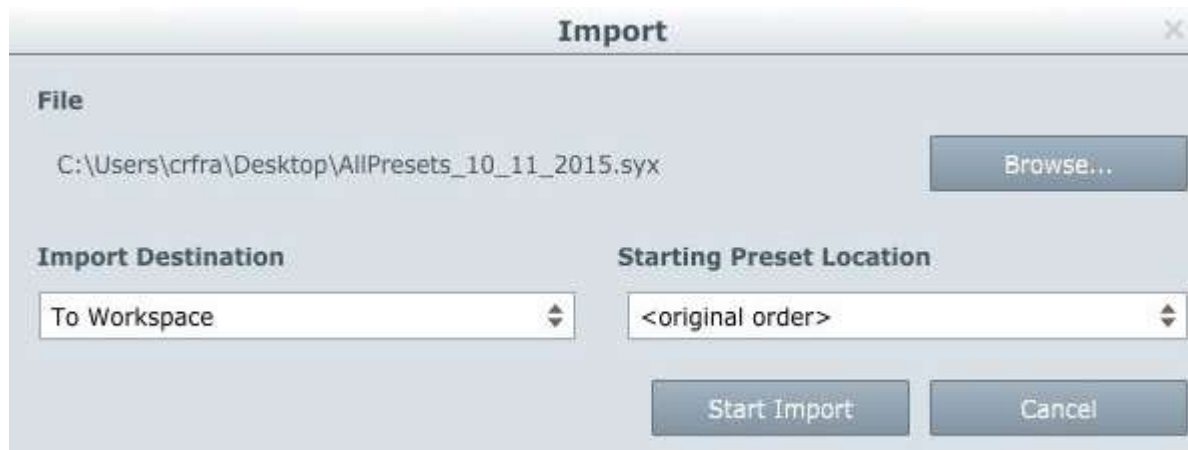 Import
File
C:\Users\crfra\Desktop\AllPresets_10_11_2015.syx
Browse...
Import Destination
Starting Preset Location
To Workspace
<original order>
Start Import
Cancel